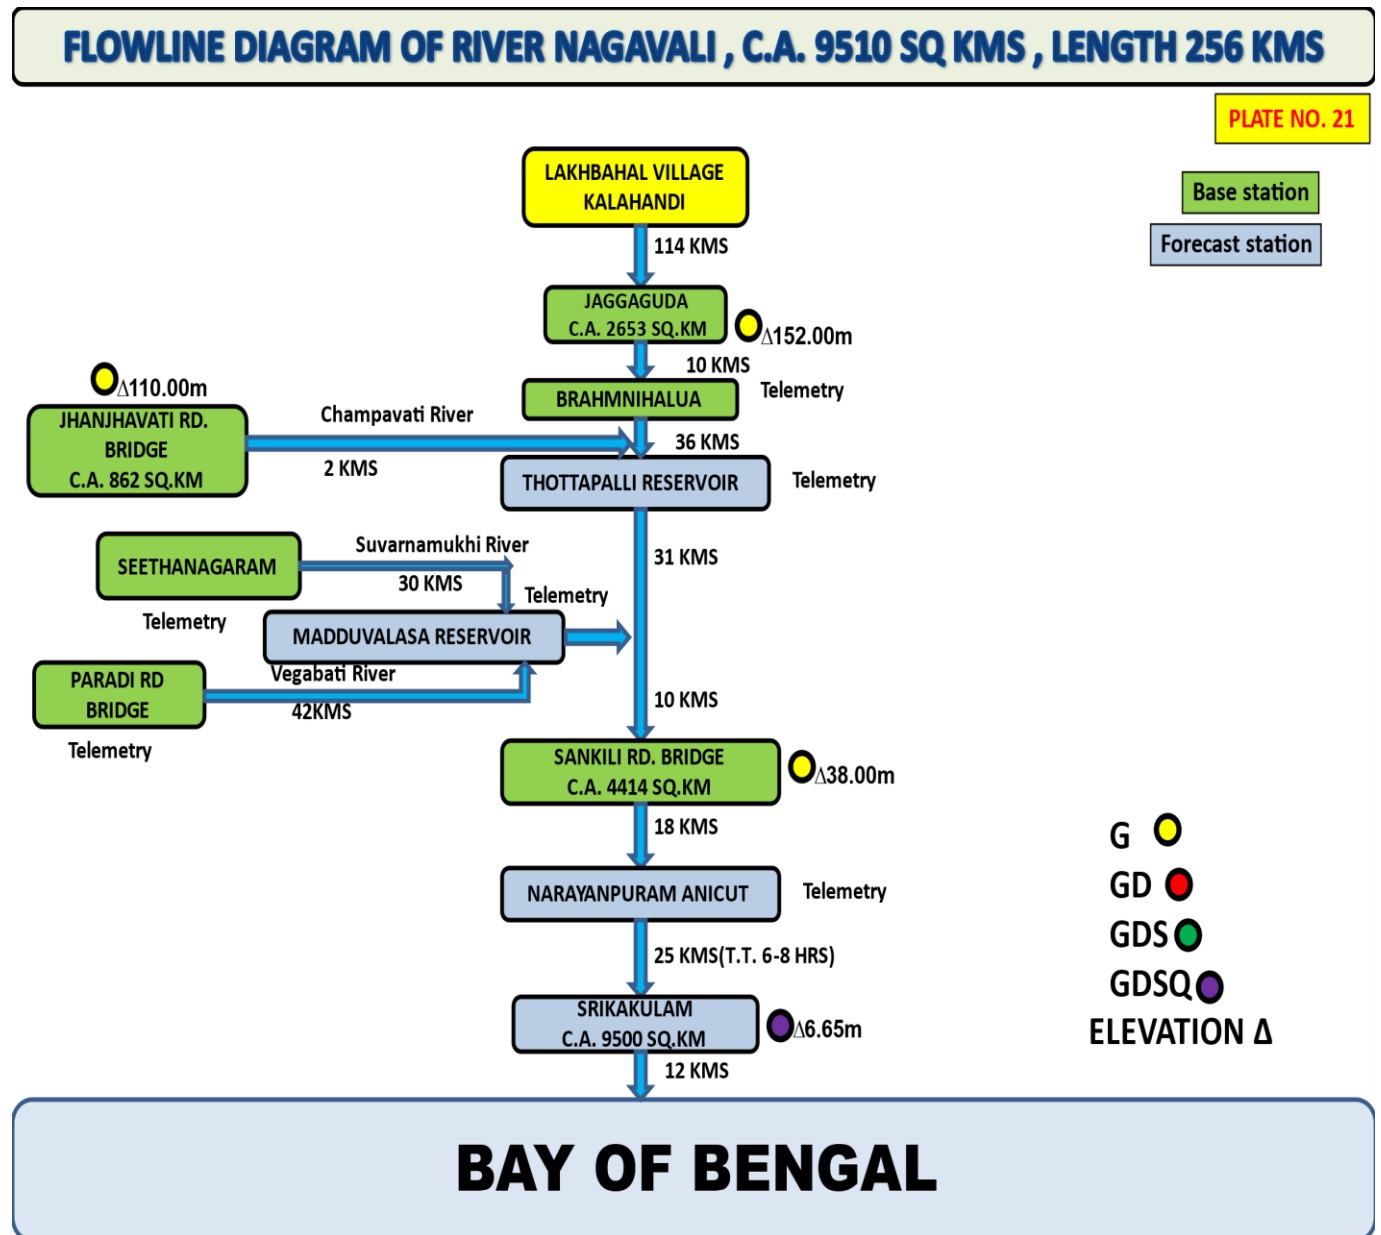 FLOWLINE DIAGRAM OF RIVER NAGAVALI , C.A. 9510 SQ KMS , LENGTH 256 KMS
PLATE NO. 21
LAKHBAHAL VILLAGE
KALAHANDI
Base station
Forecast station
114 KMS
JAGGAGUDA
C.A. 2653 SQ.KM
Δ152.00m
10 KMS
Δ110.00m
BRAHMNIHALUA
Telemetry
JHANJHAVATI RD.
BRIDGE
C.A. 862 SQ.KM
Champavati River
2 KMS
36 KMS
THOTTAPALLI RESERVOIR
Telemetry
SEETHANAGARAM
Suvarnamukhi River
30 KMS
31 KMS
Telemetry
Telemetry
MADDUVALASA RESERVOIR
PARADI RD
BRIDGE
Vegabati River
42KMS
10 KMS
Telemetry
SANKILI RD. BRIDGE
C.A. 4414 SQ.KM
Δ38.00m
18 KMS
NARAYANPURAM ANICUT
Telemetry
25 KMS(T.T. 6-8 HRS)
SRIKAKULAM
C.A. 9500 SQ.KM
Δ6.65m
12 KMS
G
GD
GDS
GDSQ
ELEVATION Δ
BAY OF BENGAL